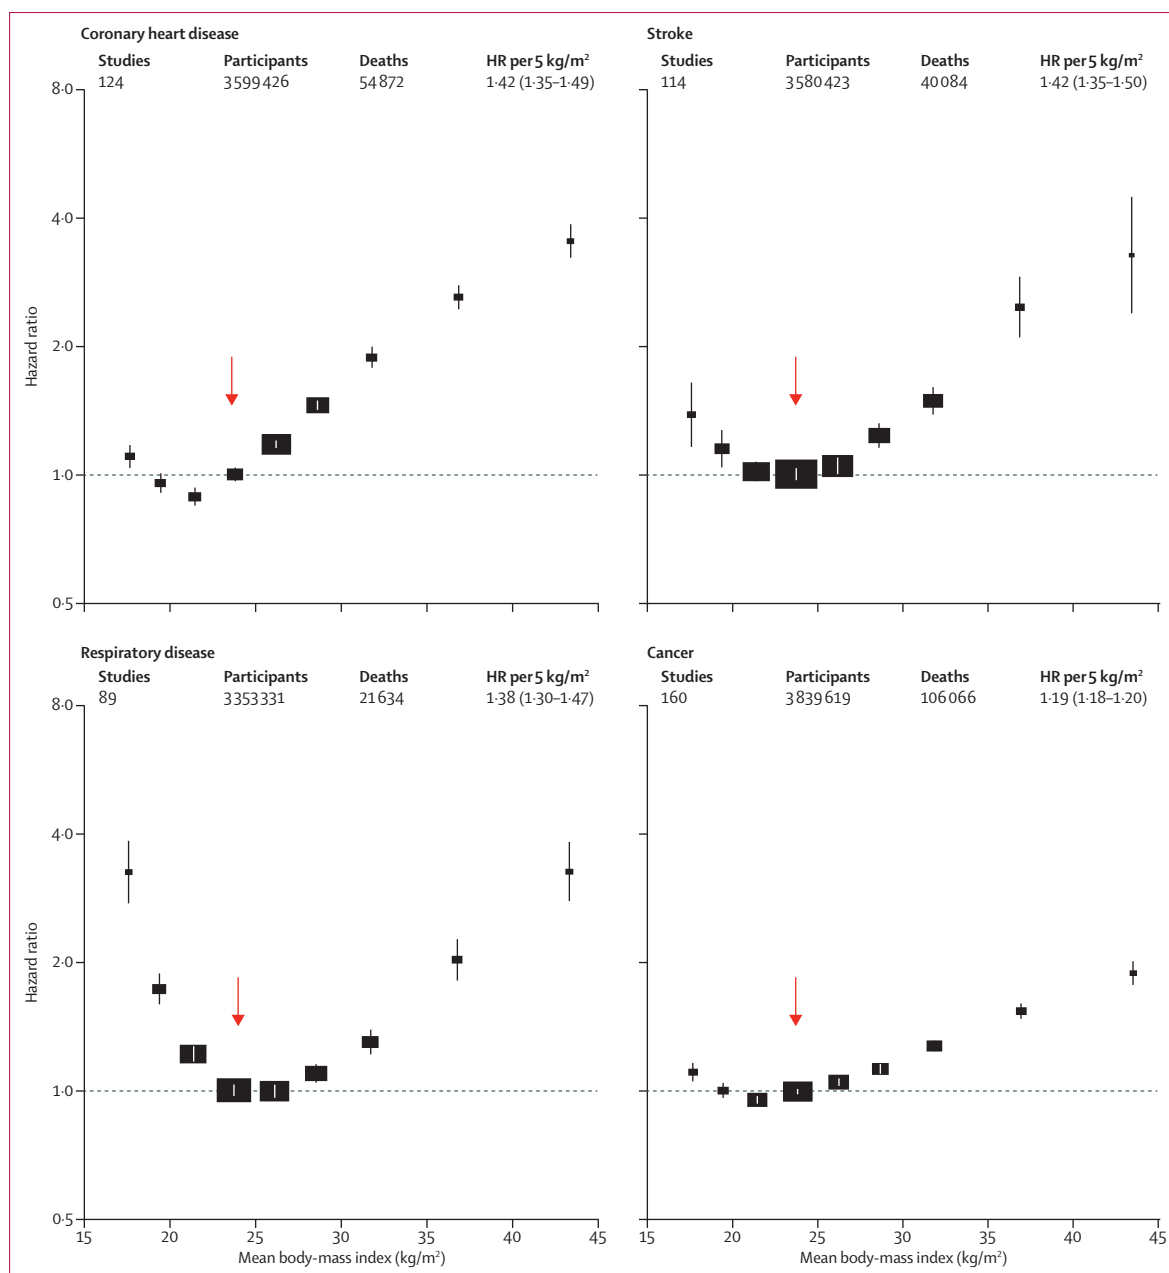 Coronary heart disease
Studies Participants Deaths HR per 5 kg/m²
124 3599426 54872 1·42 (1·35–1·49)
8·0
4·0
2·0
1·0
0·5
Hazard ratio
Stroke
Studies Participants Deaths HR per 5 kg/m²
114 3580423 40084 1·42 (1·35–1·50)
Respiratory disease
Studies Participants Deaths HR per 5 kg/m²
89 3353331 21634 1·38 (1·30–1·47)
8·0
4·0
2·0
1·0
0·5
Hazard ratio
15 20 25 30 35 40 45
Mean body-mass index (kg/m²)
Cancer
Studies Participants Deaths HR per 5 kg/m²
160 3839619 106066 1·19 (1·18–1·20)
15 20 25 30 35 40 45
Mean body-mass index (kg/m²)